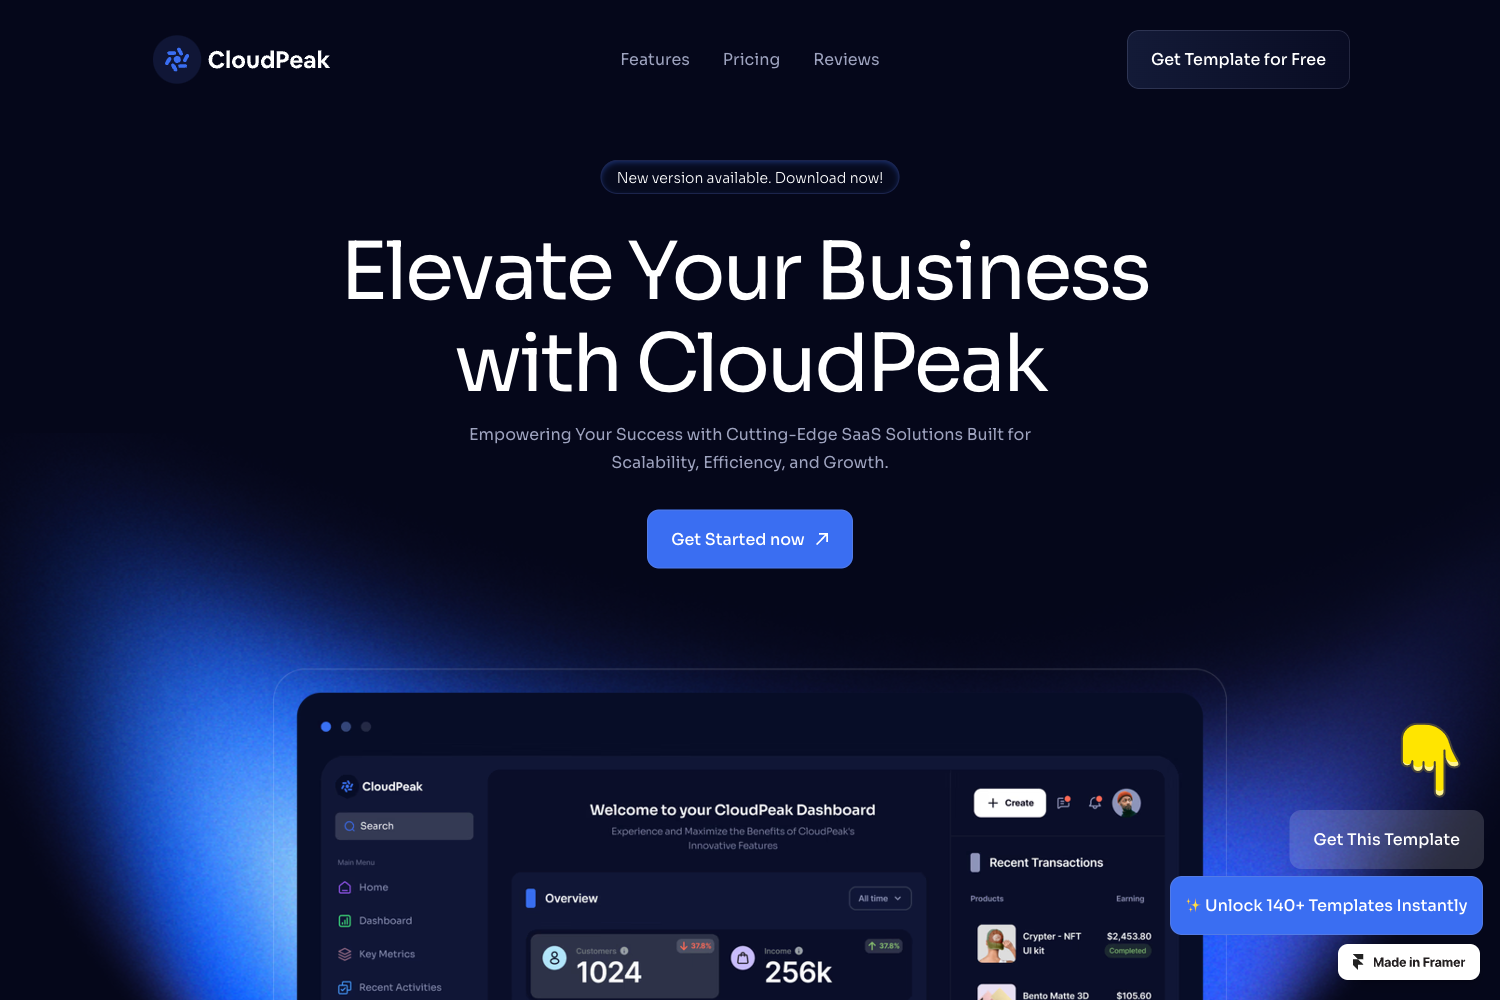 CloudPeak
Features
Pricing
Reviews
Get Template for Free
New version available. Download now!
Elevate Your Business
with CloudPeak
Empowering Your Success with Cutting-Edge SaaS Solutions Built for
Scalability, Efficiency, and Growth.
Get Started now
CloudPeak
Search
Main Menu
Home
Dashboard
Key Metrics
Recent Activities
Welcome to your CloudPeak Dashboard
Experience and Maximize the Benefits of CloudPeak's
Innovative Features
Overview
All time
Customers
37.8%
1024
Income
37.8%
256k
Create
Recent Transactions
Products
Earning
Crypter - NFT
UI kit
$2,453.80
Completed
Bento Matte 3D
$105.60
Get This Template
✨ Unlock 140+ Templates Instantly
Made in Framer